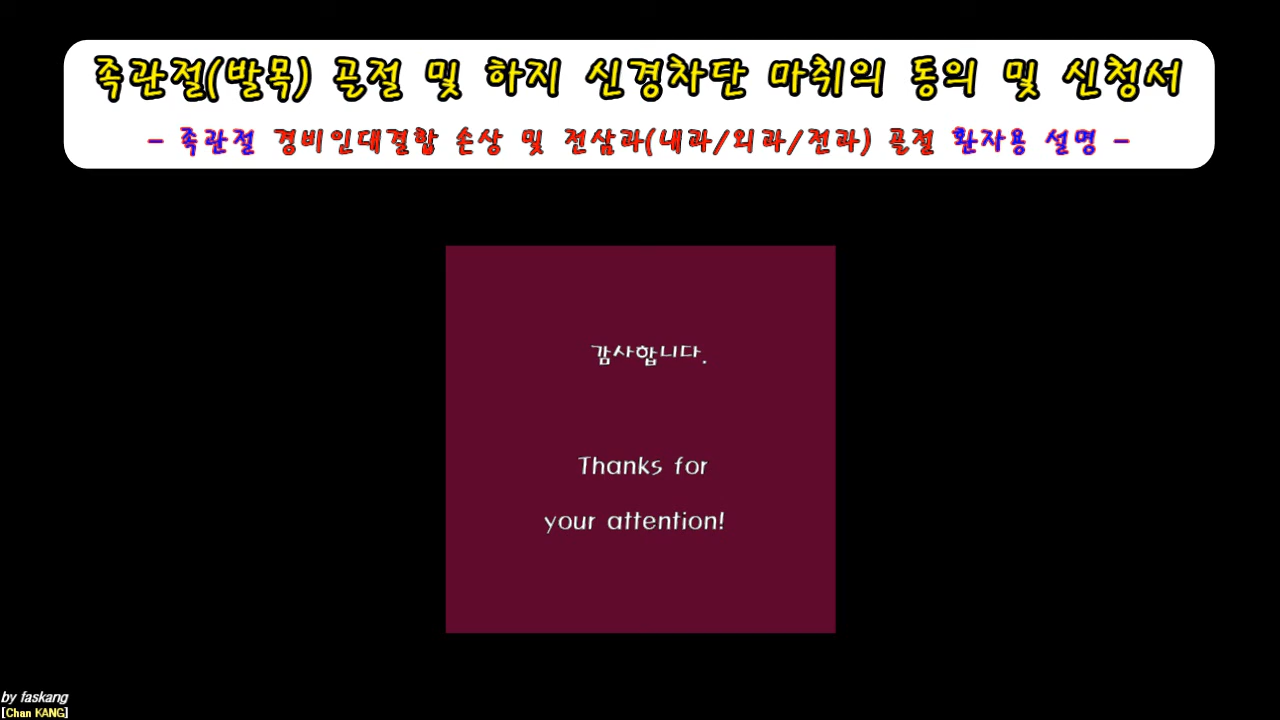 족관절(발목) 골절 및 하지 신경차단 마취의 동의 및 신청서
- 족관절 경비인대결합 손상 및 전삼과(내과/외과/전과) 골절 환자용 설명 -
감사합니다.
Thanks for
your attention!
by faskang
[Chan KANG]